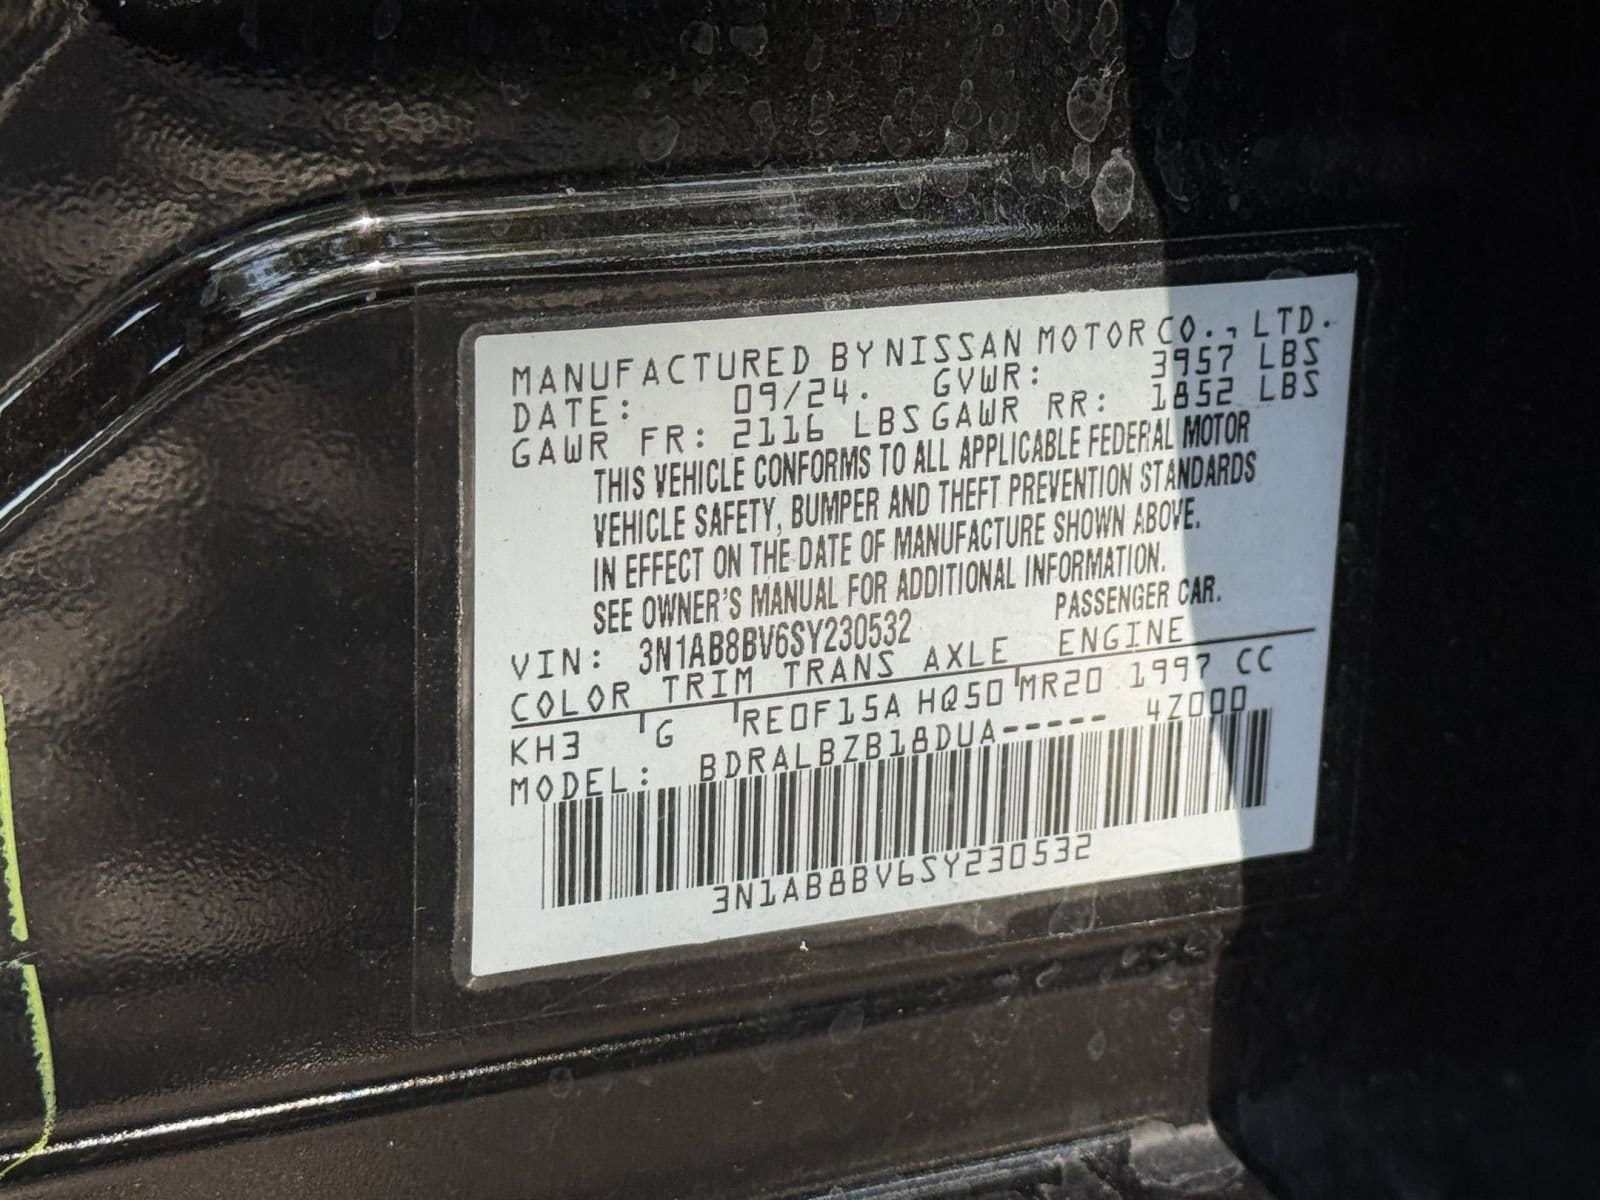 MANUFACTURED BY NISSAN MOTOR CO., LTD.
DATE: 09/24. GVWR: 3957 LBS
GAWR FR: 2116 LBS GAWR RR: 1852 LBS
THIS VEHICLE CONFORMS TO ALL APPLICABLE FEDERAL MOTOR
VEHICLE SAFETY, BUMPER AND THEFT PREVENTION STANDARDS
IN EFFECT ON THE DATE OF MANUFACTURE SHOWN ABOVE.
SEE OWNER'S MANUAL FOR ADDITIONAL INFORMATION.
VIN: 3N1AB8BV6SY230532 PASSENGER CAR.
COLOR TRIM TRANS AXLE ENGINE
KH3 G RE0F15A HQ50 MR20 1997 CC
MODEL: BDRALBZB18DUA----- 4Z000
3N1AB8BV6SY230532